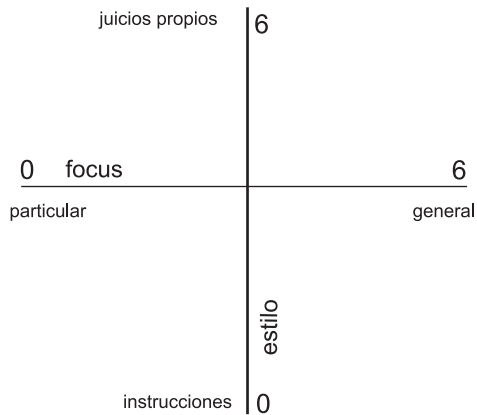 juicios propios
6
0 focus
6
particular
general
estilo
instrucciones
0